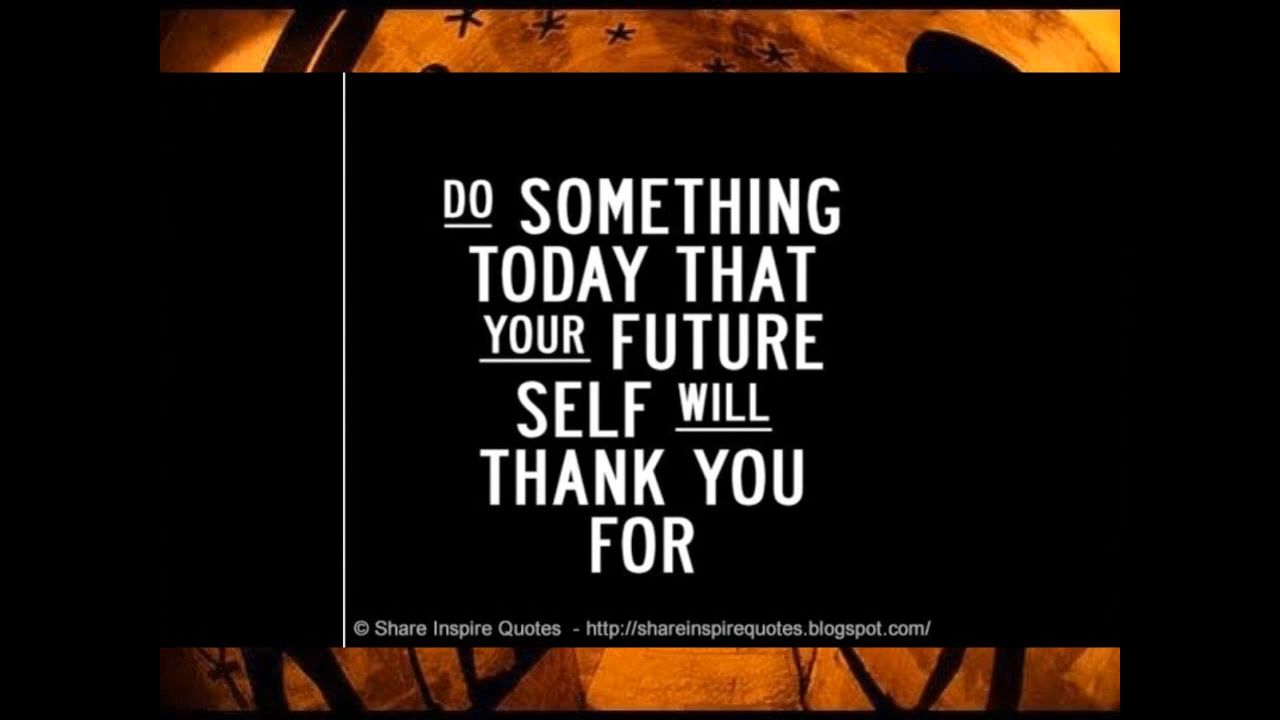 DO SOMETHING
TODAY THAT
YOUR FUTURE
SELF WILL
THANK YOU
FOR
© Share Inspire Quotes - http://shareinspirequotes.blogspot.com/